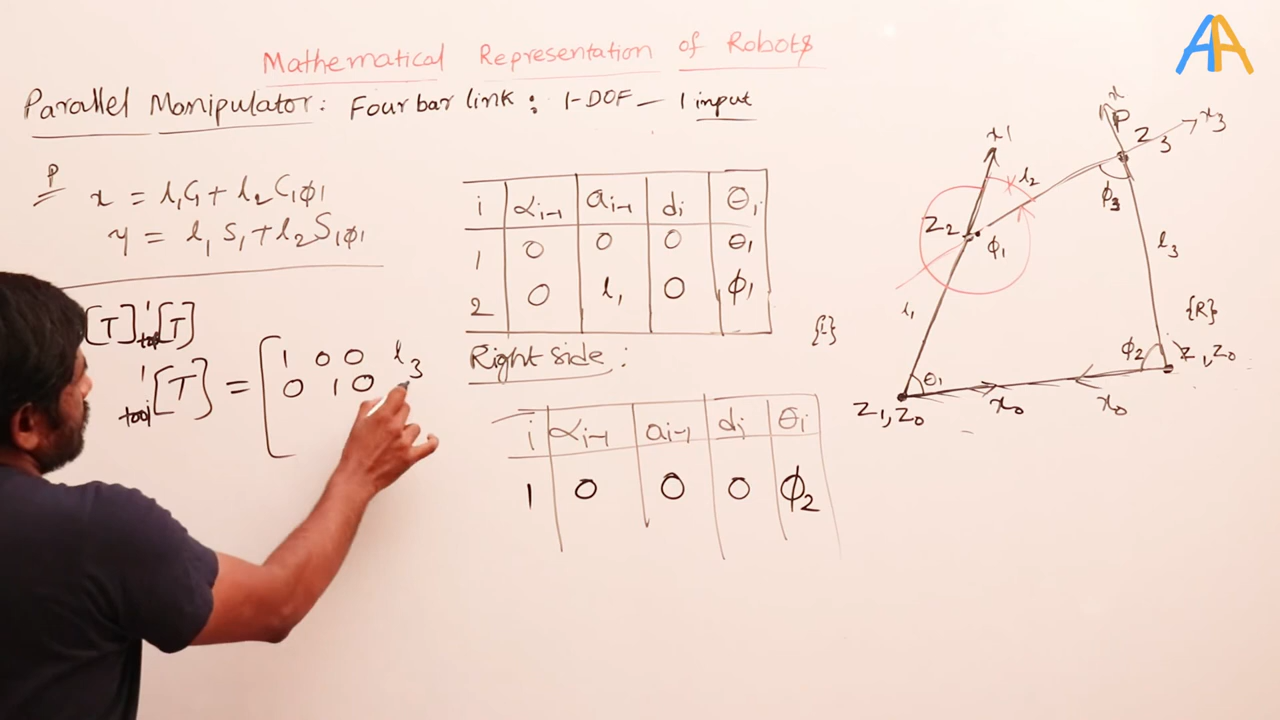 AA
Mathematical Representation of Robots
Parallel Manipulator: Four bar link: 1-DOF – 1 input
P
x = l₁C₁ + l₂C₁φ₁
y = l₁S₁ + l₂S₁φ₁
[T] ¹tool[T]
¹tool[T] = [1 0 0 l₃
0 1 0
i αi-1 ai-1 di θi
1 0 0 0 θ₁
2 0 l₁ 0 φ₁
Right side:
i αi-1 ai-1 di θi
1 0 0 0 φ₂
{L}
x
P
x₃
Z₃
x1
l₂
φ₃
Z₂
φ₁
l₃
l₁
{R}
φ₂
Z₁, Z₀
θ₁
Z₁, Z₀
x₀
x₀